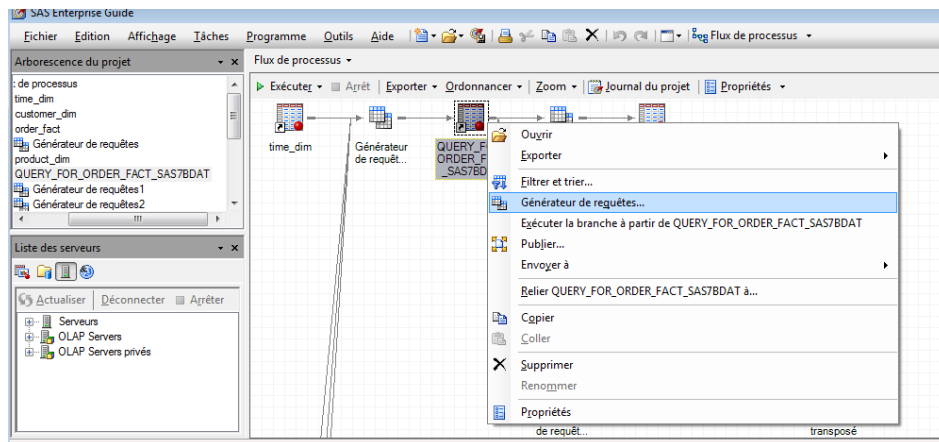 SAS Enterprise Guide
Fichier Edition Affichage Tâches Programme Outils Aide Flux de processus
Arborescence du projet
Flux de processus
: de processus
time_dim
customer_dim
order_fact
Générateur de requêtes
product_dim
QUERY_FOR_ORDER_FACT_SAS7BDAT
Générateur de requêtes1
Générateur de requêtes2
Exécuter Arrêt Exporter Ordonnancer Zoom Journal du projet Propriétés
time_dim
Générateur
de requêt...
QUERY_F
ORDER_F
_SAS7BD
Ouvrir
Exporter
Filtrer et trier...
Générateur de requêtes...
Exécuter la branche à partir de QUERY_FOR_ORDER_FACT_SAS7BDAT
Publier...
Envoyer à
Relier QUERY_FOR_ORDER_FACT_SAS7BDAT à...
Copier
Coller
Supprimer
Renommer
Propriétés
Liste des serveurs
Actualiser Déconnecter Arrêter
Serveurs
OLAP Servers
OLAP Servers privés
de requêt...
transposé